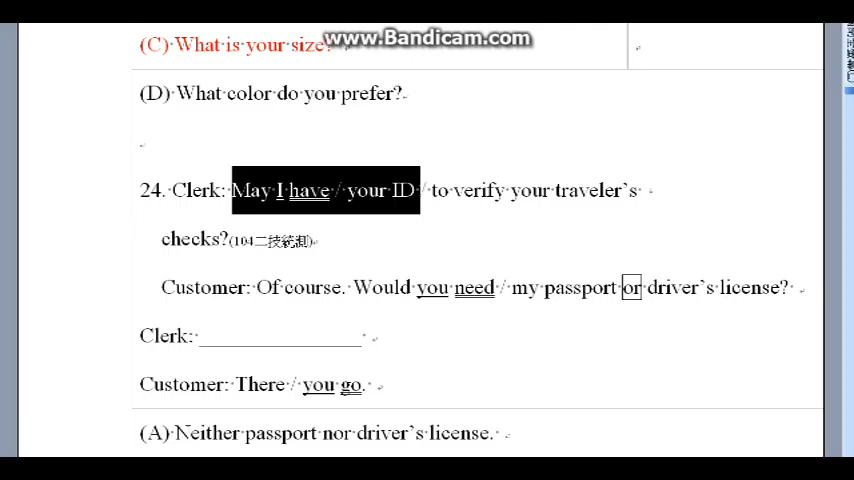 (C) What is your size?
www.Bandicam.com
(D) What color do you prefer?
24. Clerk: May I have / your ID / to verify your traveler's
checks?(104二技統測)
Customer: Of course. Would you need / my passport or driver's license?
Clerk: ________________
Customer: There / you go.
(A) Neither passport nor driver's license.